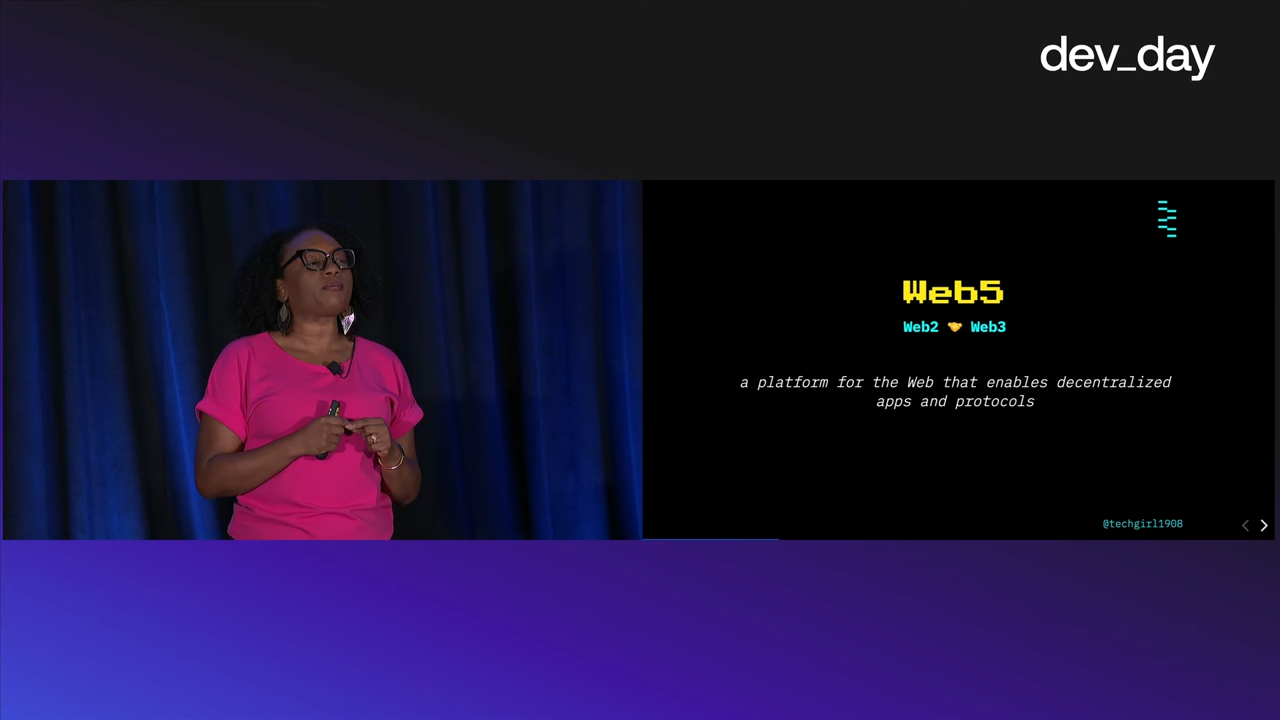 dev_day
Web5
Web2 🤝 Web3
a platform for the Web that enables decentralized
apps and protocols
@techgirl1908